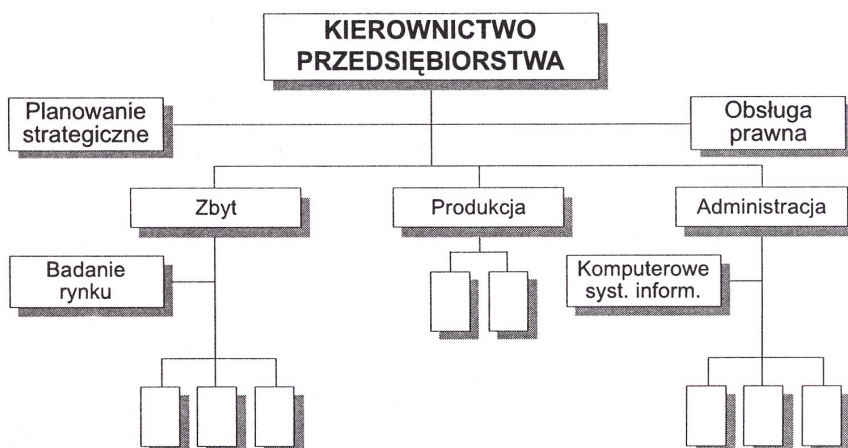 KIEROWNICTWO
PRZEDSIĘBIORSTWA
Planowanie
strategiczne
Obsługa
prawna
Zbyt
Produkcja
Administracja
Badanie
rynku
Komputerowe
syst. inform.